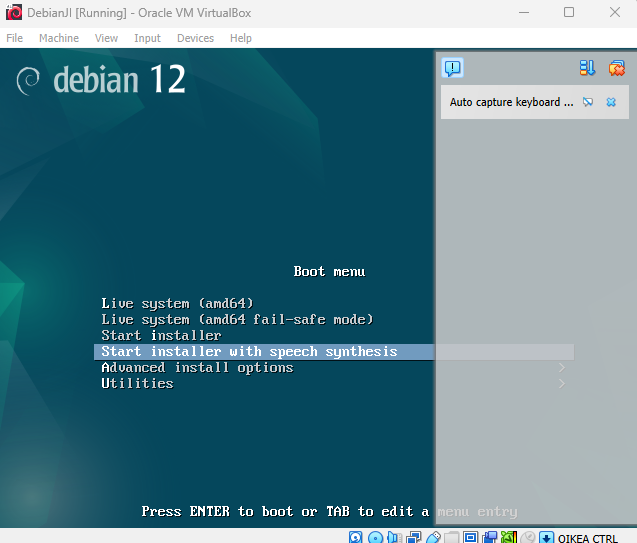 DebianJI [Running] - Oracle VM VirtualBox
File Machine View Input Devices Help
debian 12
Auto capture keyboard ...
Boot menu
Live system (amd64)
Live system (amd64 fail-safe mode)
Start installer
Start installer with speech synthesis
Advanced install options >
Utilities >
Press ENTER to boot or TAB to edit a menu entry
OIKEA CTRL